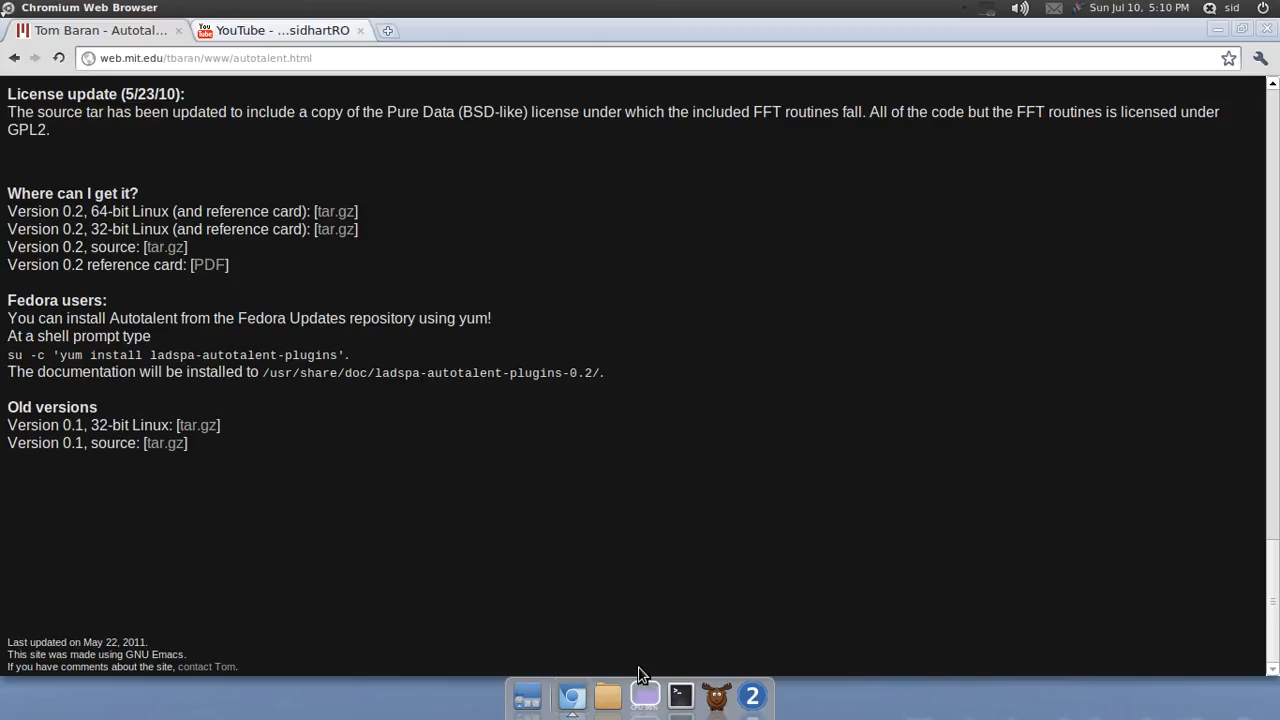 Chromium Web Browser
Sun Jul 10, 5:10 PM
sid
Tom Baran - Autotal...
YouTube - ...sidhartRO
web.mit.edu/tbaran/www/autotalent.html
License update (5/23/10):
The source tar has been updated to include a copy of the Pure Data (BSD-like) license under which the included FFT routines fall. All of the code but the FFT routines is licensed under
GPL2.
Where can I get it?
Version 0.2, 64-bit Linux (and reference card): [tar.gz]
Version 0.2, 32-bit Linux (and reference card): [tar.gz]
Version 0.2, source: [tar.gz]
Version 0.2 reference card: [PDF]
Fedora users:
You can install Autotalent from the Fedora Updates repository using yum!
At a shell prompt type
su -c 'yum install ladspa-autotalent-plugins'.
The documentation will be installed to /usr/share/doc/ladspa-autotalent-plugins-0.2/.
Old versions
Version 0.1, 32-bit Linux: [tar.gz]
Version 0.1, source: [tar.gz]
Last updated on May 22, 2011.
This site was made using GNU Emacs.
If you have comments about the site, contact Tom.
2